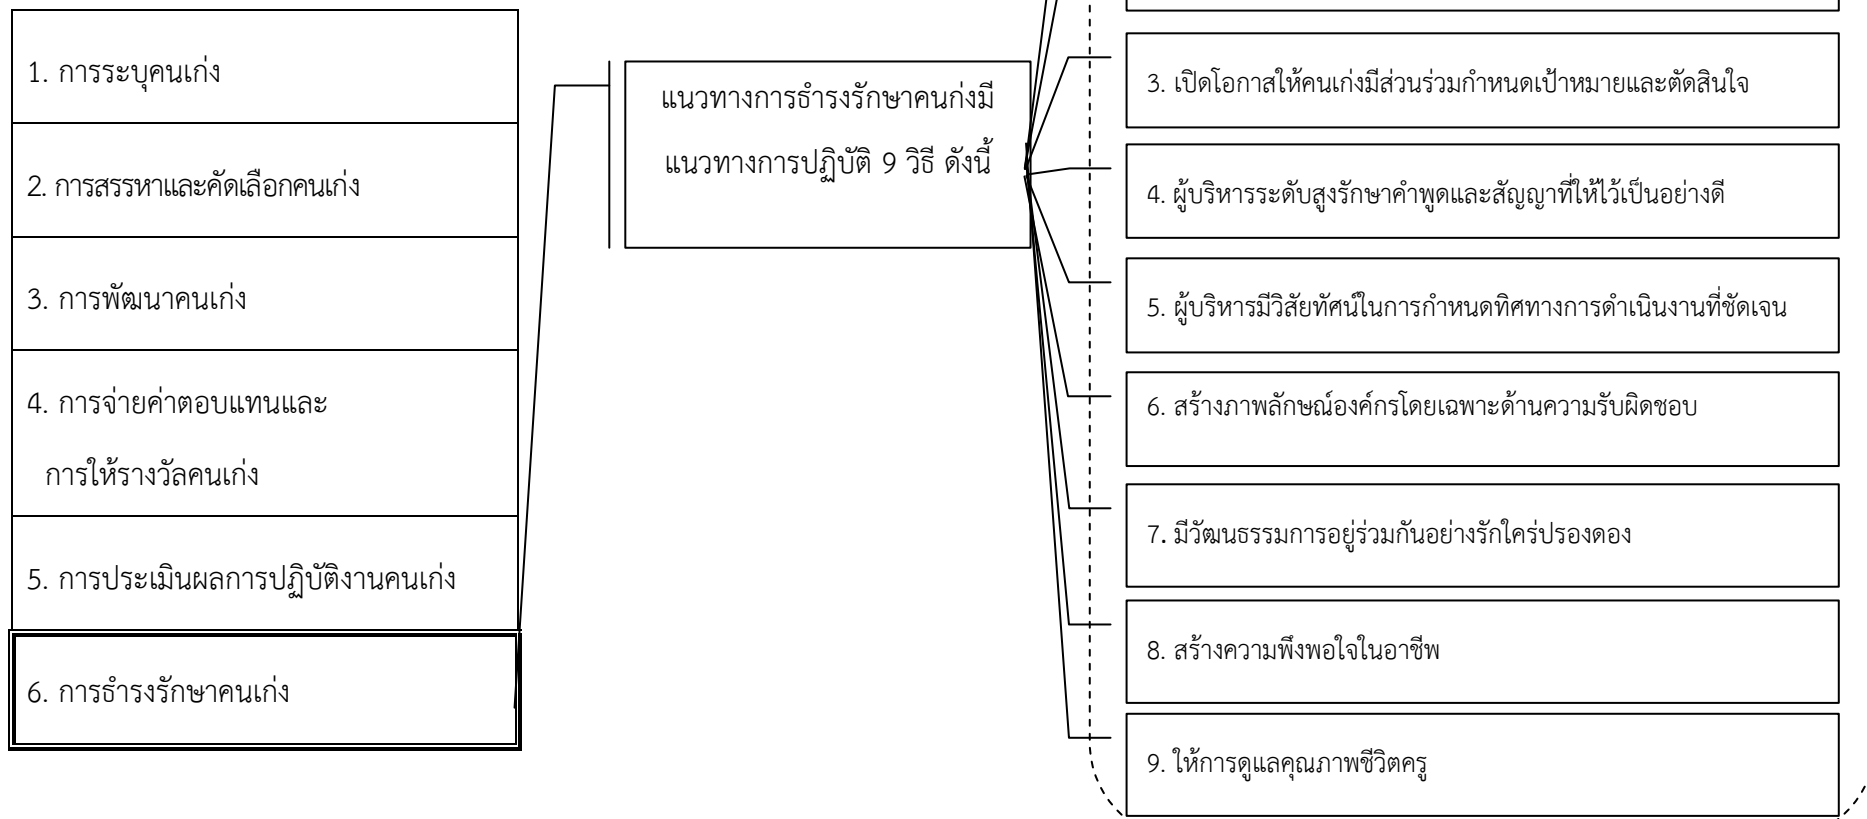 1. การระบุคนเก่ง
2. การสรรหาและคัดเลือกคนเก่ง
3. การพัฒนาคนเก่ง
4. การจ่ายค่าตอบแทนและ
การให้รางวัลคนเก่ง
5. การประเมินผลการปฏิบัติงานคนเก่ง
6. การธำรงรักษาคนเก่ง
แนวทางการธำรงรักษาคนก่งมี
แนวทางการปฏิบัติ 9 วิธี ดังนี้
3. เปิดโอกาสให้คนเก่งมีส่วนร่วมกำหนดเป้าหมายและตัดสินใจ
4. ผู้บริหารระดับสูงรักษาคำพูดและสัญญาที่ให้ไว้เป็นอย่างดี
5. ผู้บริหารมีวิสัยทัศน์ในการกำหนดทิศทางการดำเนินงานที่ชัดเจน
6. สร้างภาพลักษณ์องค์กรโดยเฉพาะด้านความรับผิดชอบ
7. มีวัฒนธรรมการอยู่ร่วมกันอย่างรักใคร่ปรองดอง
8. สร้างความพึงพอใจในอาชีพ
9. ให้การดูแลคุณภาพชีวิตครู